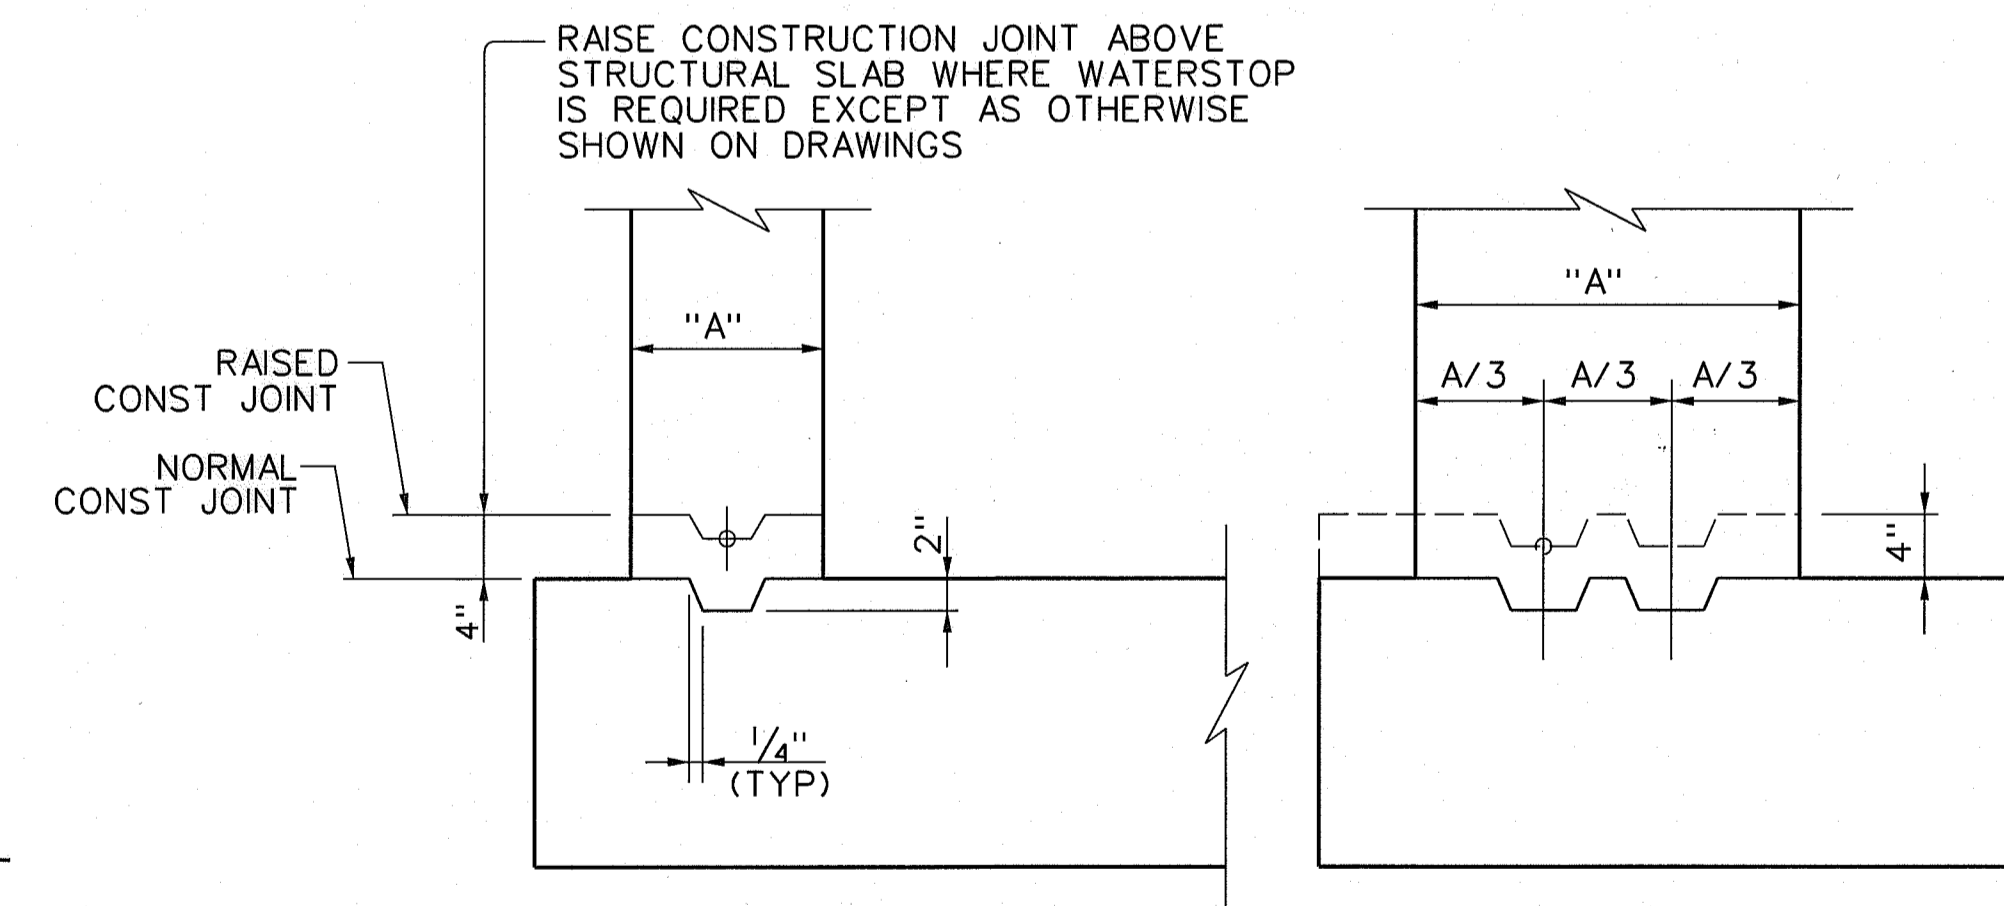 RAISE CONSTRUCTION JOINT ABOVE
STRUCTURAL SLAB WHERE WATERSTOP
IS REQUIRED EXCEPT AS OTHERWISE
SHOWN ON DRAWINGS
"A"
"A"
A/3 A/3 A/3
RAISED
CONST JOINT
NORMAL
CONST JOINT
2"
4"
4"
1/4"
(TYP)